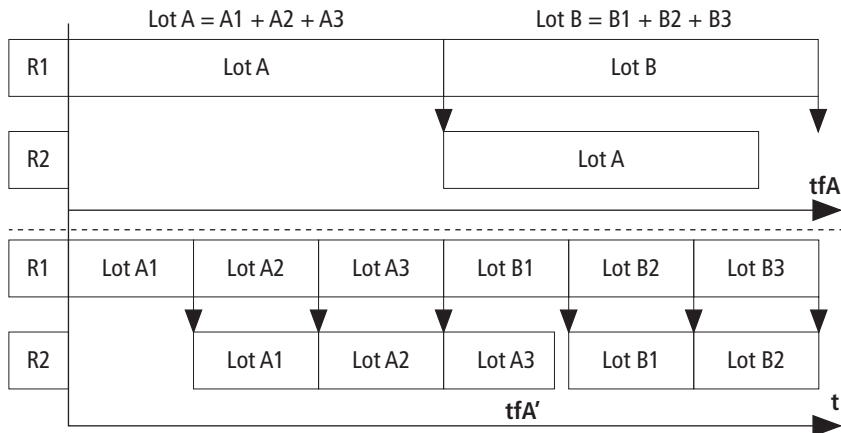 Lot A = A1 + A2 + A3 Lot B = B1 + B2 + B3
R1 Lot A Lot B
R2 Lot A
tfA
R1 Lot A1 Lot A2 Lot A3 Lot B1 Lot B2 Lot B3
R2 Lot A1 Lot A2 Lot A3 Lot B1 Lot B2
tfA' t